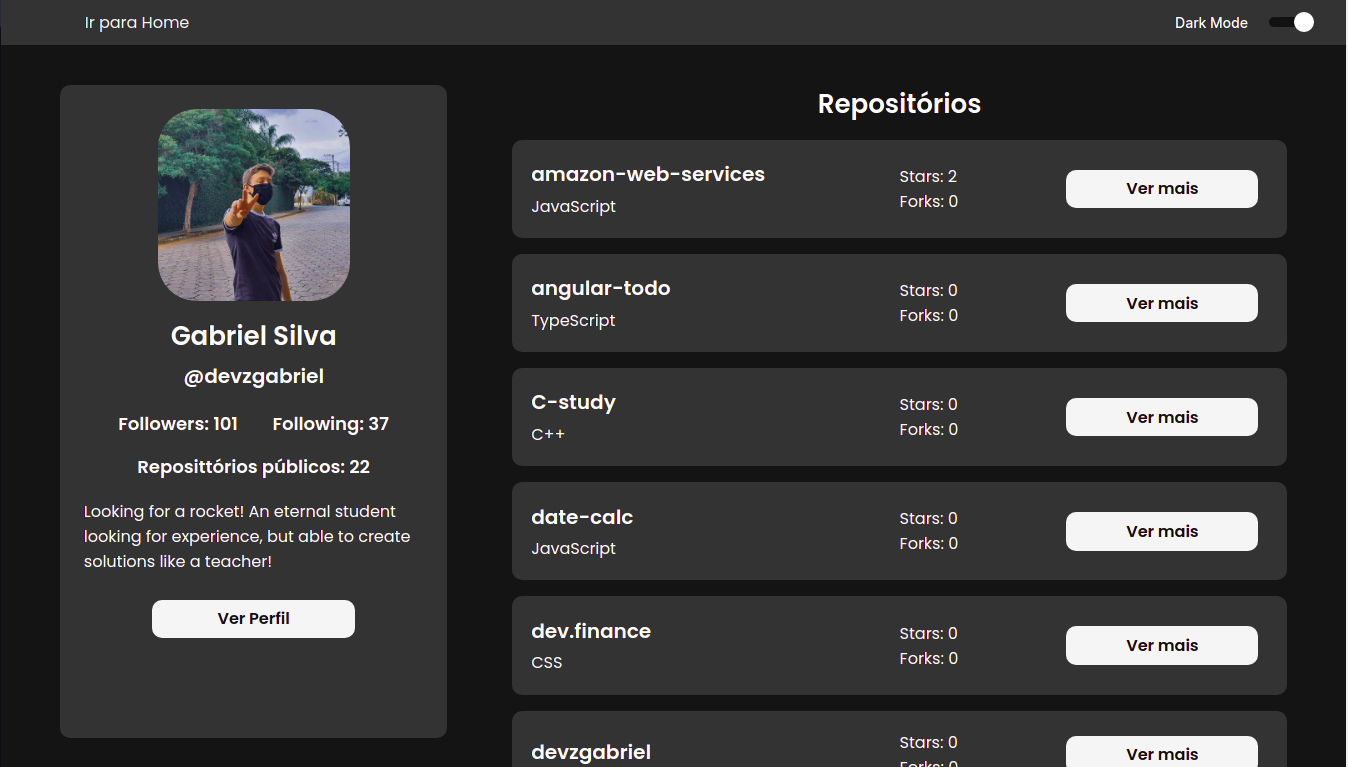 Ir para Home
Dark Mode
Gabriel Silva
@devzgabriel
Followers: 101
Following: 37
Reposittórios públicos: 22
Looking for a rocket! An eternal student
looking for experience, but able to create
solutions like a teacher!
Ver Perfil
Repositórios
amazon-web-services
JavaScript
Stars: 2
Forks: 0
Ver mais
angular-todo
TypeScript
Stars: 0
Forks: 0
Ver mais
C-study
C++
Stars: 0
Forks: 0
Ver mais
date-calc
JavaScript
Stars: 0
Forks: 0
Ver mais
dev.finance
CSS
Stars: 0
Forks: 0
Ver mais
devzgabriel
Stars: 0
Forks: 0
Ver mais